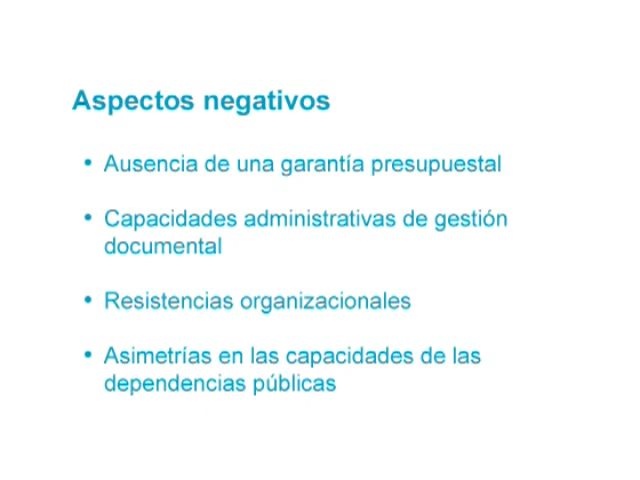 Aspectos negativos
• Ausencia de una garantía presupuestal
• Capacidades administrativas de gestión
documental
• Resistencias organizacionales
• Asimetrías en las capacidades de las
dependencias públicas